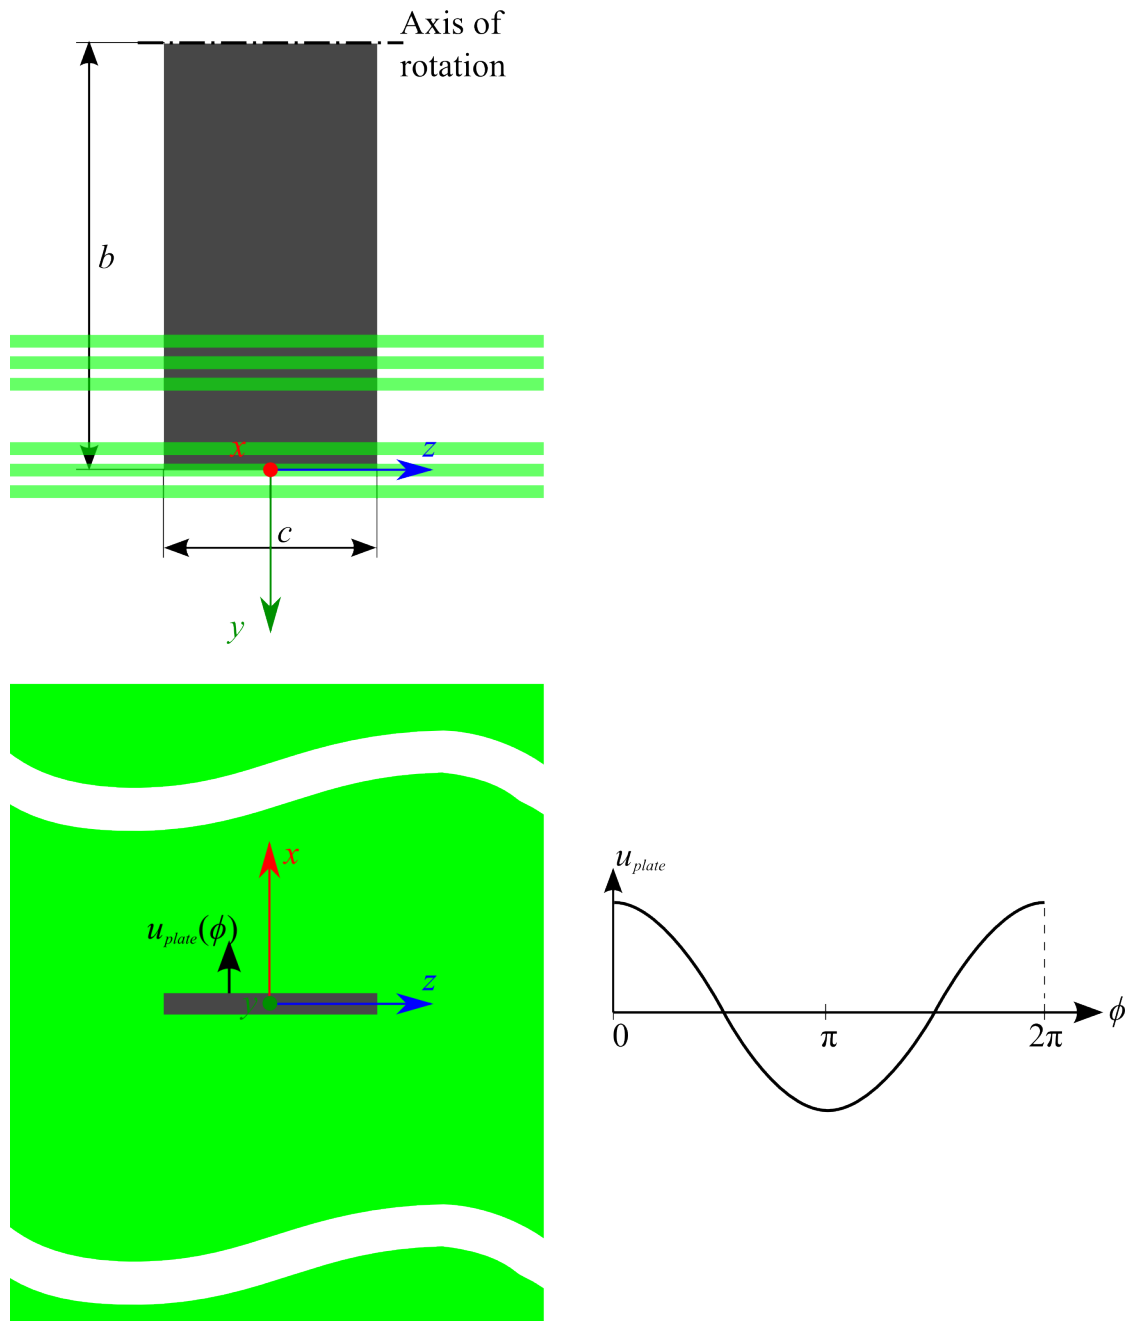 Axis of
rotation
b
x
z
c
y
x
u_plate(ϕ)
z
y
u_plate
ϕ
0
π
2π